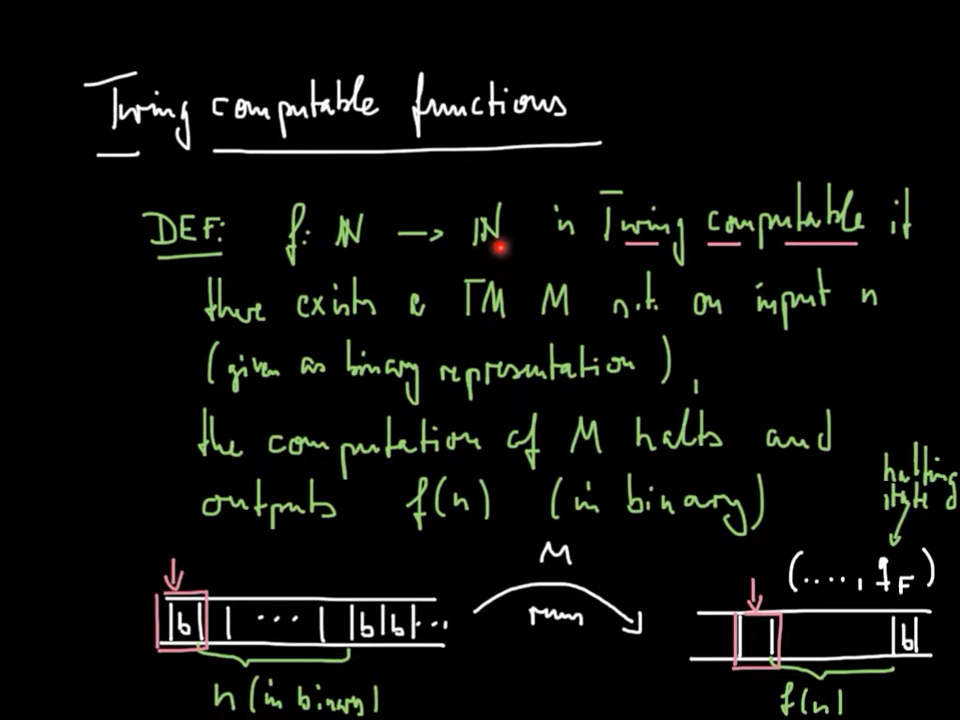 Turing computable functions
DEF: f: ℕ → ℕ is Turing computable if
there exists a TM M s.t. on input n
(given as binary representation),
the computation of M halts and
outputs f(n) (in binary)
halting
state
M
(...., q_F)
b ... b b ...
run
b
n (in binary)
f(n)